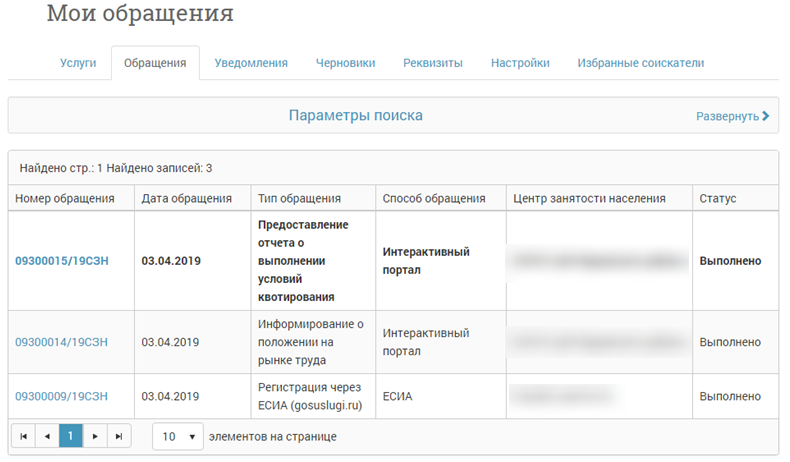 Мои обращения
Услуги Обращения Уведомления Черновики Реквизиты Настройки Избранные соискатели
Параметры поиска Развернуть
Найдено стр.: 1 Найдено записей: 3
Номер обращения Дата обращения Тип обращения Способ обращения Центр занятости населения Статус
Предоставление
отчета о
09300015/19СЗН 03.04.2019 выполнении Интерактивный портал Выполнено
условий
квотирования
Информирование о
09300014/19СЗН 03.04.2019 положении на Интерактивный портал Выполнено
рынке труда
09300009/19СЗН 03.04.2019 Регистрация через ЕСИА Выполнено
ЕСИА (gosuslugi.ru)
1 10 элементов на странице